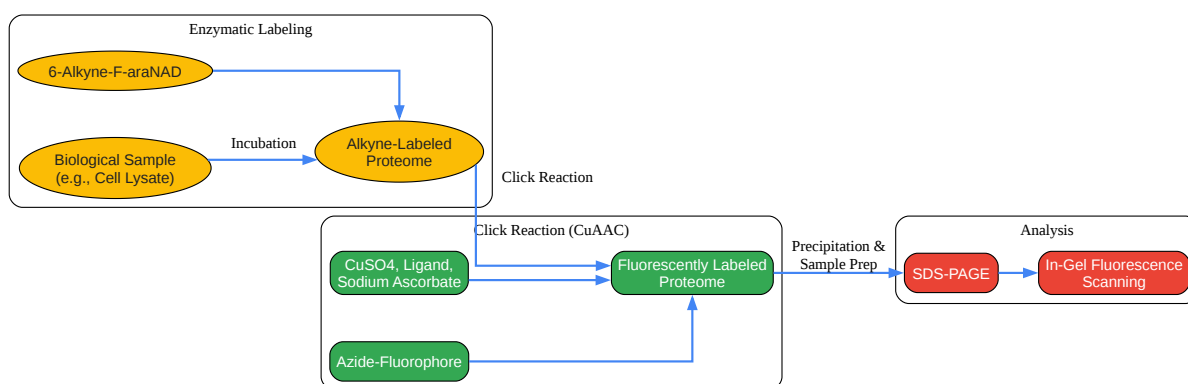 Enzymatic Labeling
6-Alkyne-F-araNAD
Biological Sample
(e.g., Cell Lysate)
Incubation
Alkyne-Labeled
Proteome
Click Reaction
Click Reaction (CuAAC)
CuSO4, Ligand,
Sodium Ascorbate
Azide-Fluorophore
Fluorescently Labeled
Proteome
Precipitation &
Sample Prep
Analysis
SDS-PAGE
In-Gel Fluorescence
Scanning